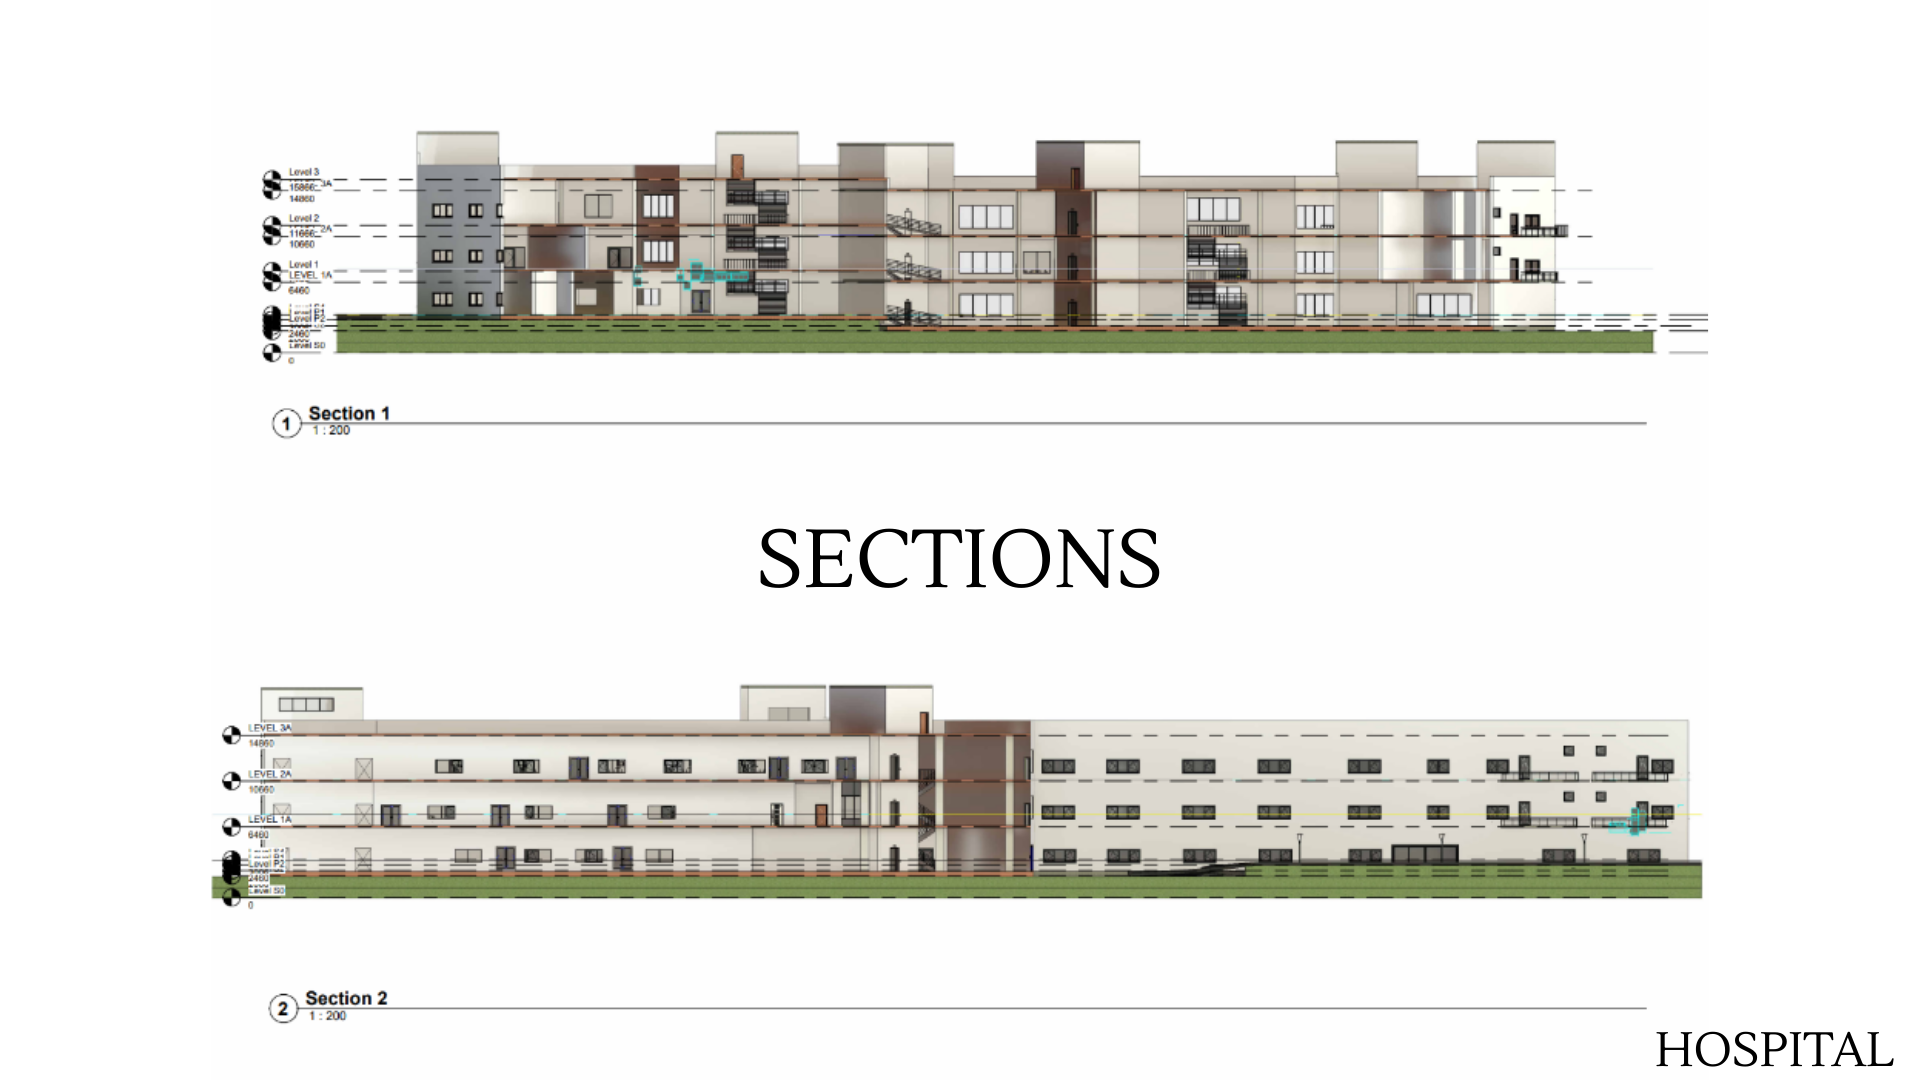 Level 3
3A
15866
14860
Level 2
2A
11666
10660
Level 1
LEVEL 1A
6460
Level P2
2460
Level S0
0
1
Section 1
1 : 200
SECTIONS
LEVEL 3A
14860
LEVEL 2A
10660
LEVEL 1A
6460
Level P2
2460
Level S0
0
2
Section 2
1 : 200
HOSPITAL